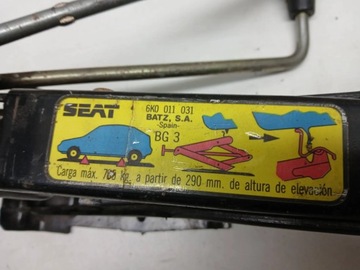 SEAT
6K0 011 031
BATZ, S.A.
-Spain-
BG 3
Carga máx. kg. a partir de 290 mm. de altura de elevación